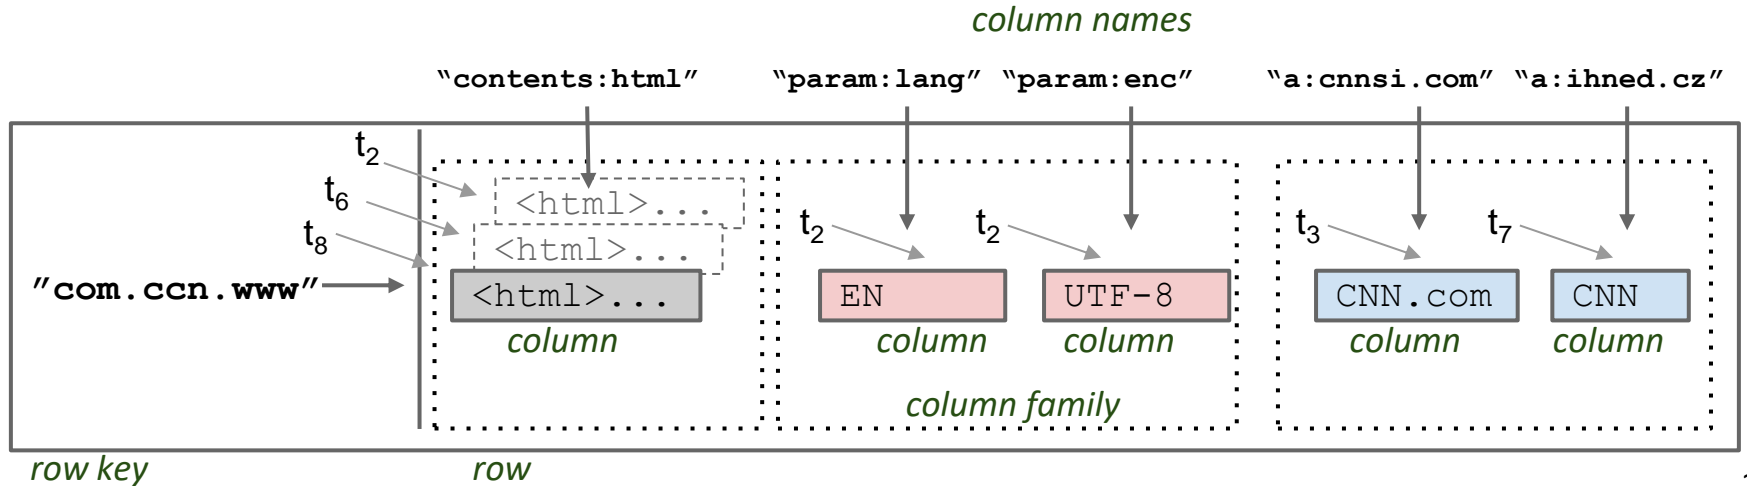 column names
“contents:html” “param:lang” “param:enc” “a:cnnsi.com” “a:ihned.cz”
t2
<html>...
t6
<html>...
t2 t2 t3 t7
t8
”com.ccn.www” <html>... EN UTF-8 CNN.com CNN
column column column column column
column family
row key row